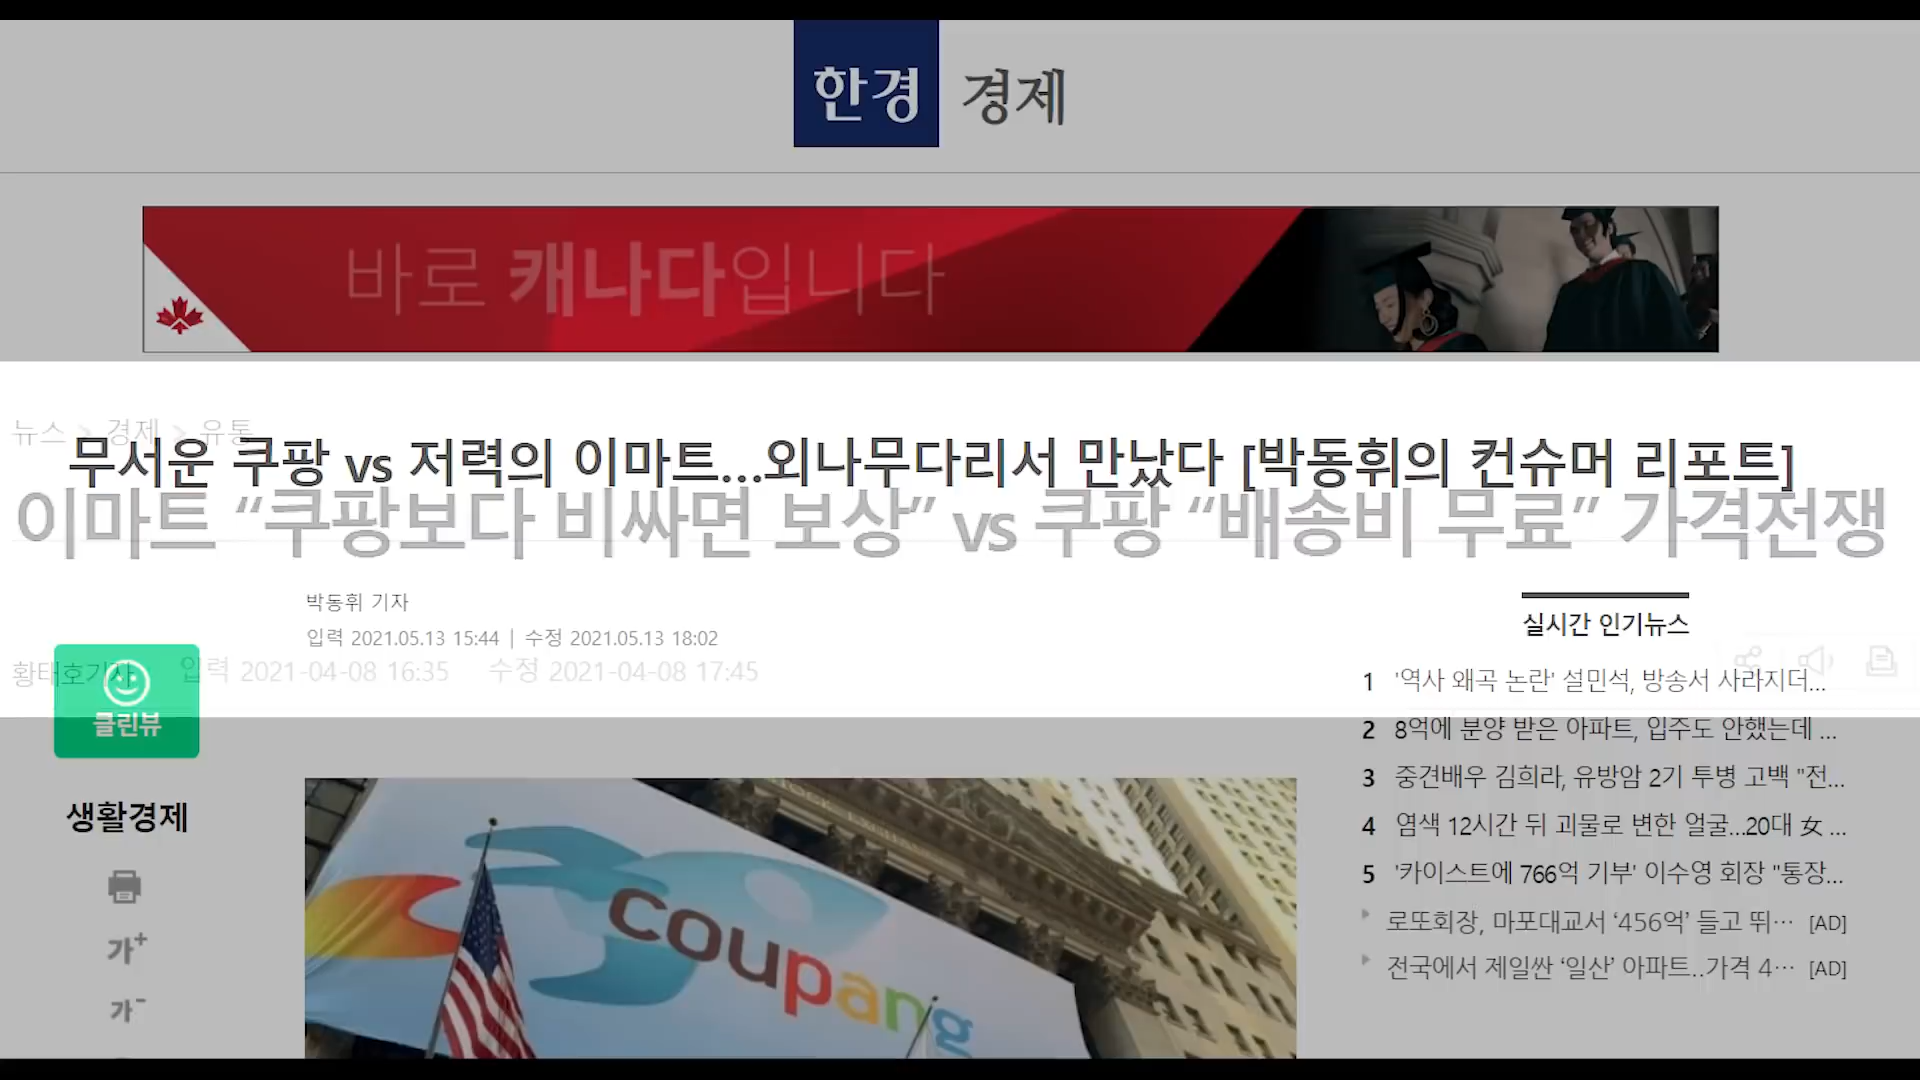 한경 경제
바로 캐나다입니다
뉴스 > 경제 > 유통
무서운 쿠팡 vs 저력의 이마트...외나무다리서 만났다 [박동휘의 컨슈머 리포트]
이마트 “쿠팡보다 비싸면 보상” vs 쿠팡 “배송비 무료” 가격전쟁
박동휘 기자
입력 2021.05.13 15:44 | 수정 2021.05.13 18:02
황태호기자 입력 2021-04-08 16:35 수정 2021-04-08 17:45
클린뷰
생활경제
가+
가-
coupang
실시간 인기뉴스
1 '역사 왜곡 논란' 설민석, 방송서 사라지더...
2 8억에 분양 받은 아파트, 입주도 안했는데 ...
3 중견배우 김희라, 유방암 2기 투병 고백 "전...
4 염색 12시간 뒤 괴물로 변한 얼굴...20대 女 ...
5 '카이스트에 766억 기부' 이수영 회장 "통장...
로또회장, 마포대교서 ‘456억’ 들고 뛰… [AD]
전국에서 제일싼 ‘일산’ 아파트..가격 4… [AD]